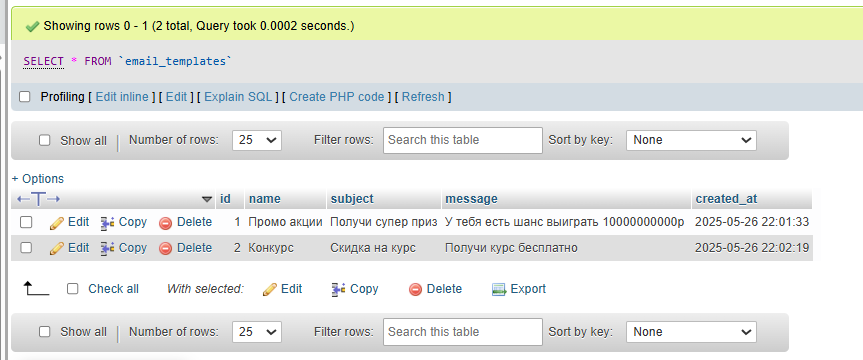 Showing rows 0 - 1 (2 total, Query took 0.0002 seconds.)
SELECT * FROM `email_templates`
Profiling [ Edit inline ] [ Edit ] [ Explain SQL ] [ Create PHP code ] [ Refresh ]
Show all Number of rows: 25 Filter rows: Search this table Sort by key: None
+ Options
←T→ id name subject message created_at
Edit Copy Delete 1 Промо акции Получи супер приз У тебя есть шанс выиграть 10000000000р 2025-05-26 22:01:33
Edit Copy Delete 2 Конкурс Скидка на курс Получи курс бесплатно 2025-05-26 22:02:19
Check all With selected: Edit Copy Delete Export
Show all Number of rows: 25 Filter rows: Search this table Sort by key: None